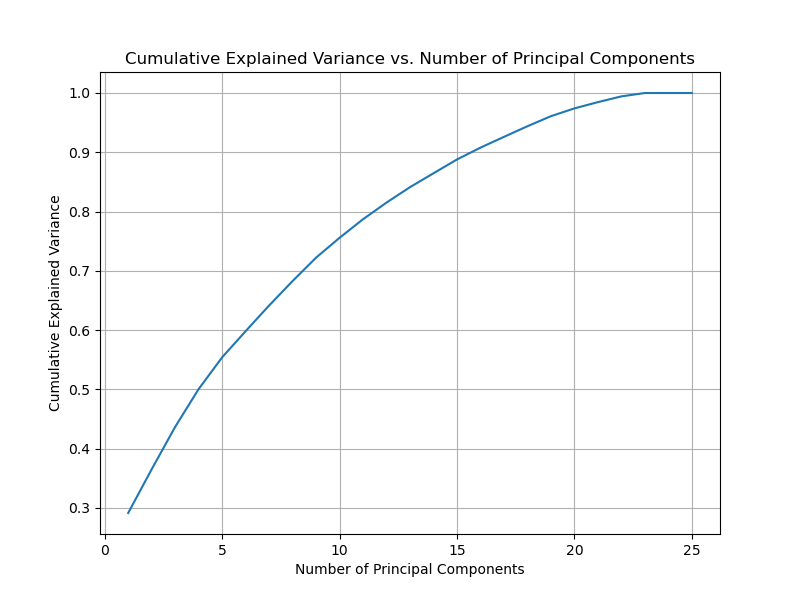 Cumulative Explained Variance vs. Number of Principal Components
1.0
0.9
0.8
0.7
0.6
0.5
0.4
0.3
Cumulative Explained Variance
0 5 10 15 20 25
Number of Principal Components